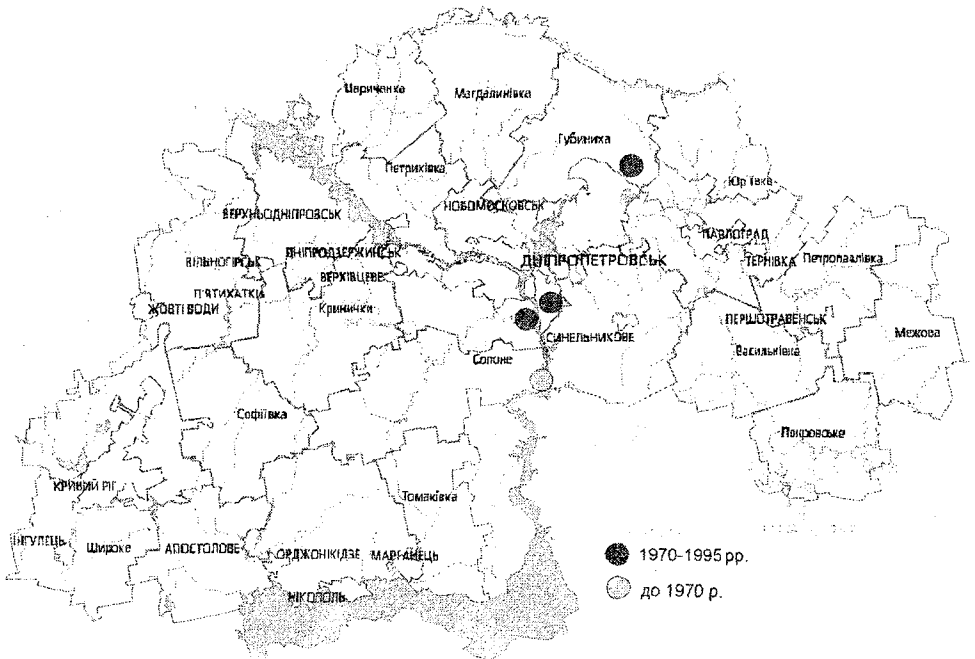 Царичанка
Магдалинівка
Губиниха
Петриківка
Юр'ївка
НОВОМОСКОВСЬК
ВЕРХНЬОДНІПРОВСЬК
ПАВЛОГРАД
ДНІПРОДЗЕРЖИНСЬК
ДНІПРОПЕТРОВСЬК
ВІЛЬНОГІРСЬК
ТЕРНІВКА
Петропавлівка
ВЕРХІВЦЕВЕ
П'ЯТИХАТКИ
ЖОВТІ ВОДИ
Кринички
ПЕРШОТРАВЕНСЬК
СИНЕЛЬНИКОВЕ
Межова
Васильківка
Солоне
Софіївка
Покровське
КРИВИЙ РІГ
Томаківка
ІНГУЛЕЦЬ
Широке
АПОСТОЛОВЕ
ОРДЖОНІКІДЗЕ
МАРГАНЕЦЬ
НІКОПОЛЬ
1970-1995 рр.
до 1970 р.